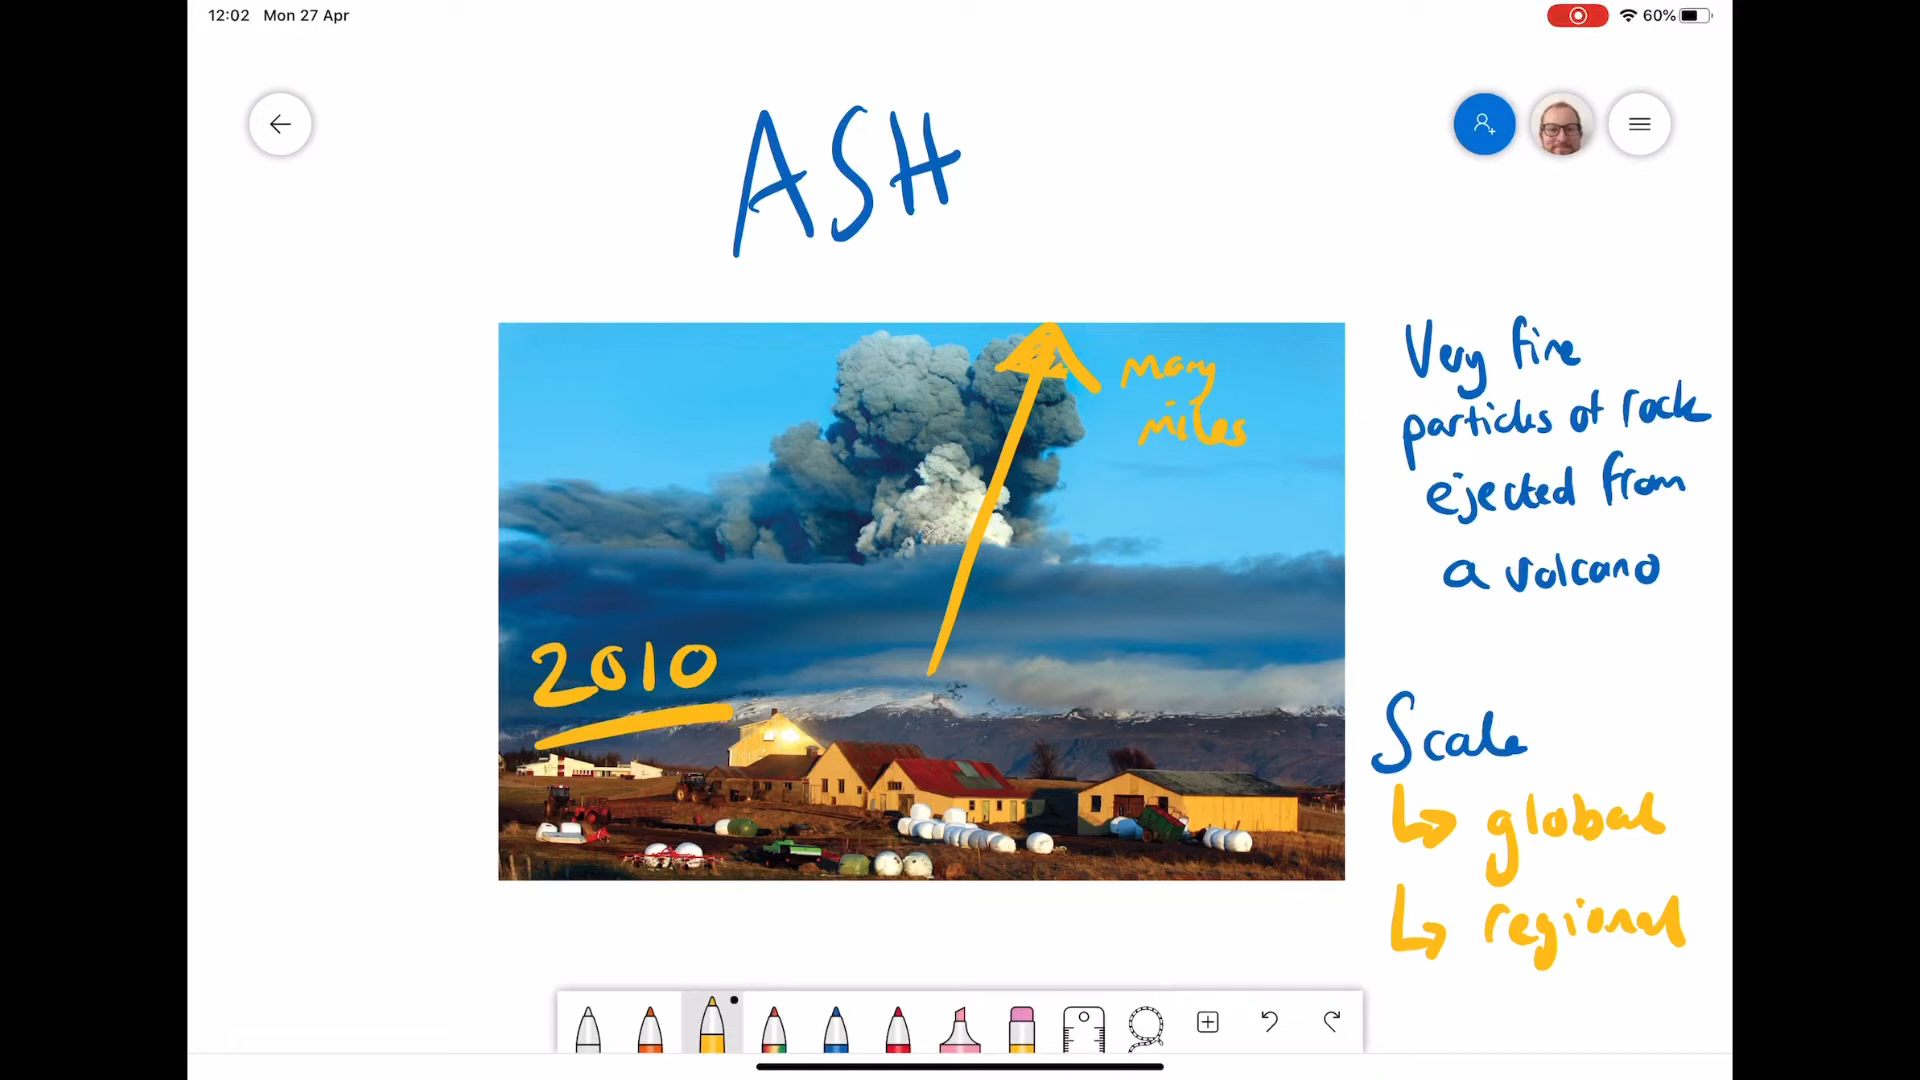 12:02 Mon 27 Apr
60%
ASH
many
miles
2010
Very fine
particles of rock
ejected from
a volcano
Scale
↳ global
↳ regional